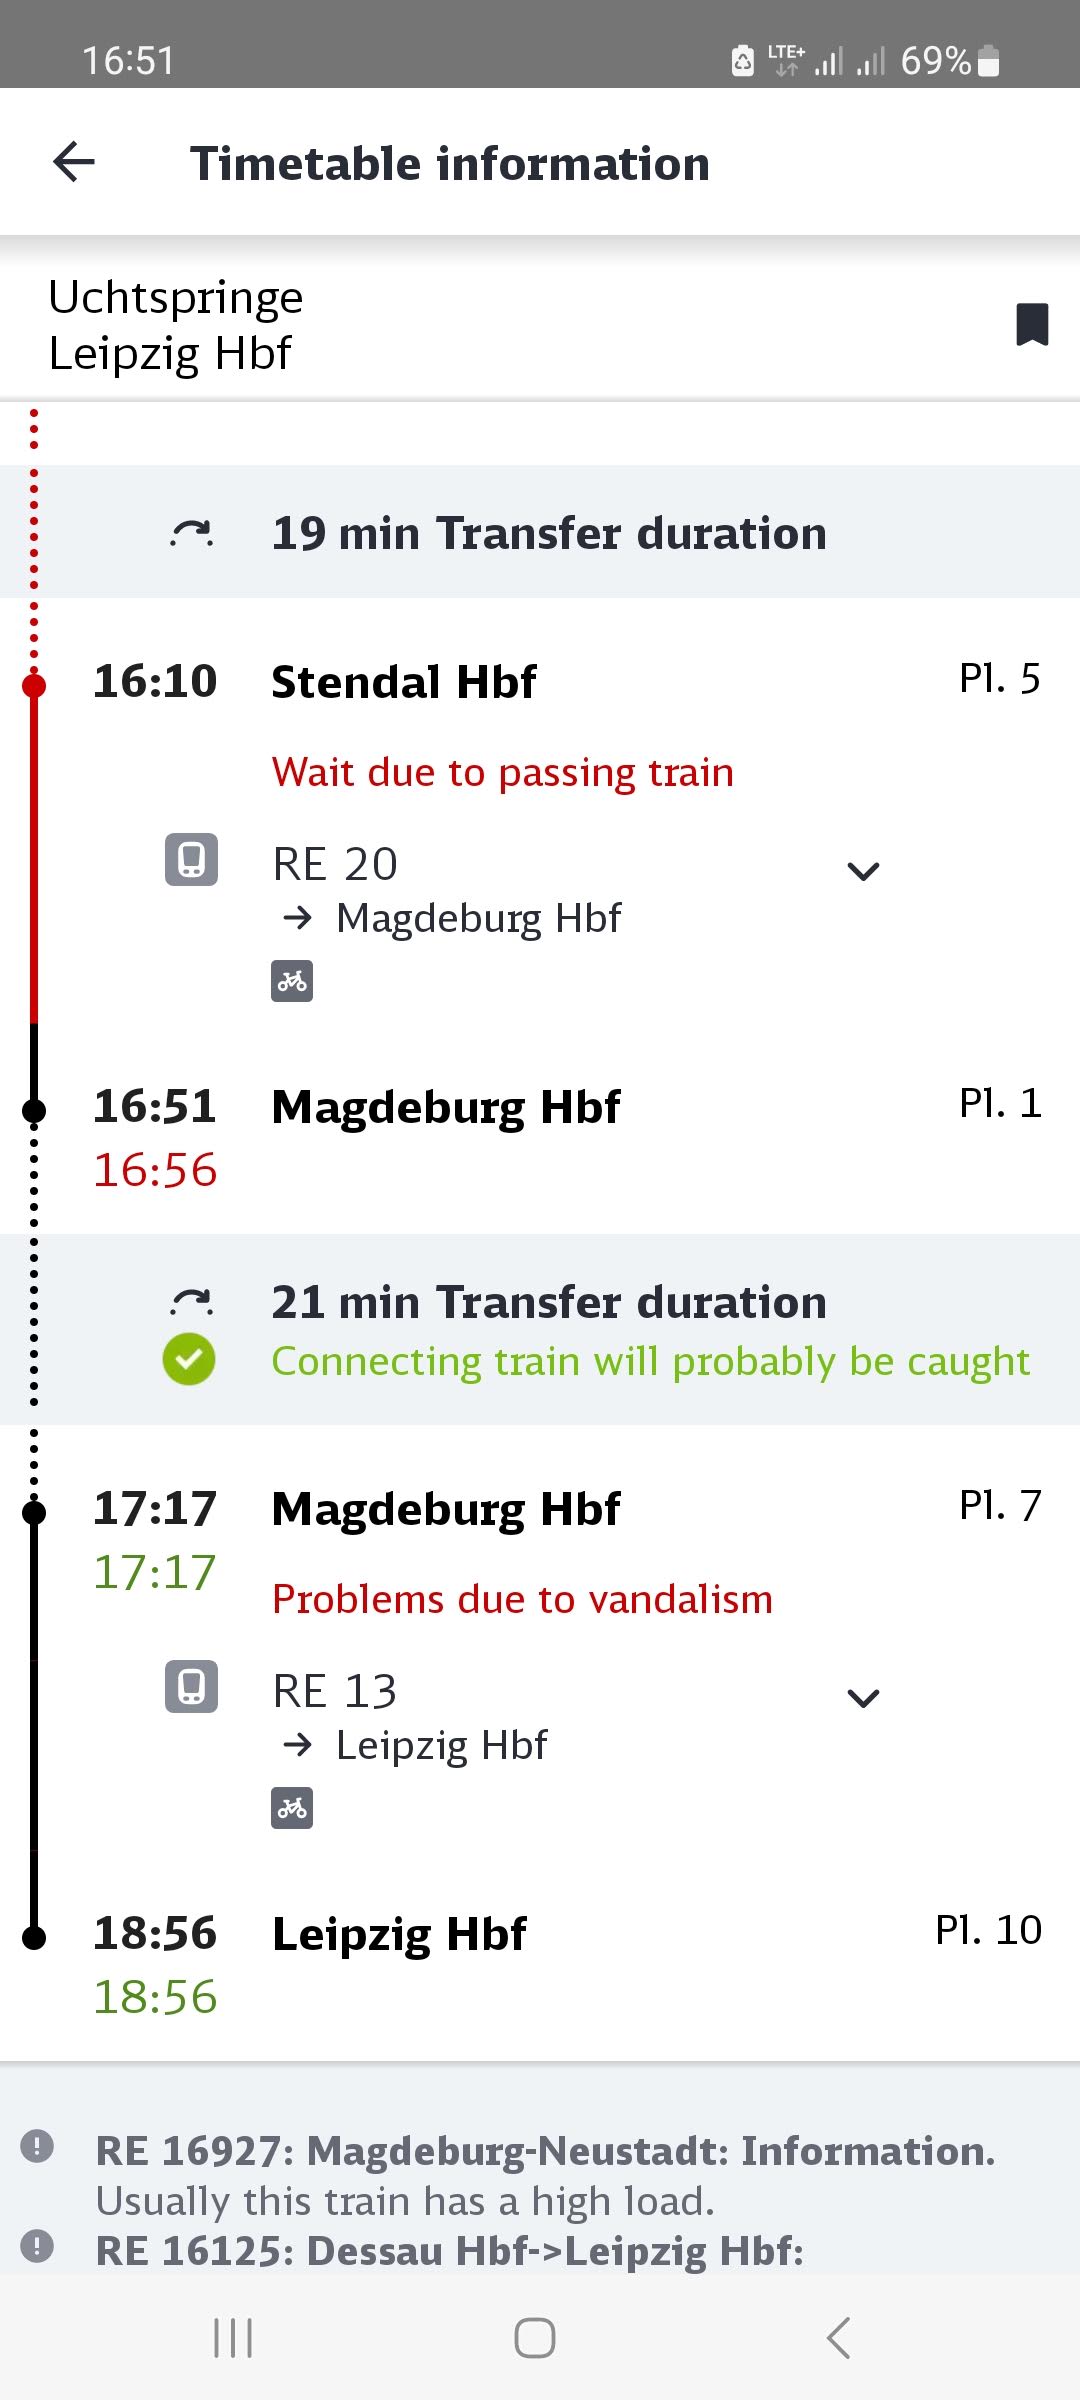 16:51
LTE+
69%
Timetable information
Uchtspringe
Leipzig Hbf
19 min Transfer duration
16:10 Stendal Hbf Pl. 5
Wait due to passing train
RE 20
→ Magdeburg Hbf
16:51 Magdeburg Hbf Pl. 1
16:56
21 min Transfer duration
Connecting train will probably be caught
17:17 Magdeburg Hbf Pl. 7
17:17
Problems due to vandalism
RE 13
→ Leipzig Hbf
18:56 Leipzig Hbf Pl. 10
18:56
RE 16927: Magdeburg-Neustadt: Information.
Usually this train has a high load.
RE 16125: Dessau Hbf->Leipzig Hbf: